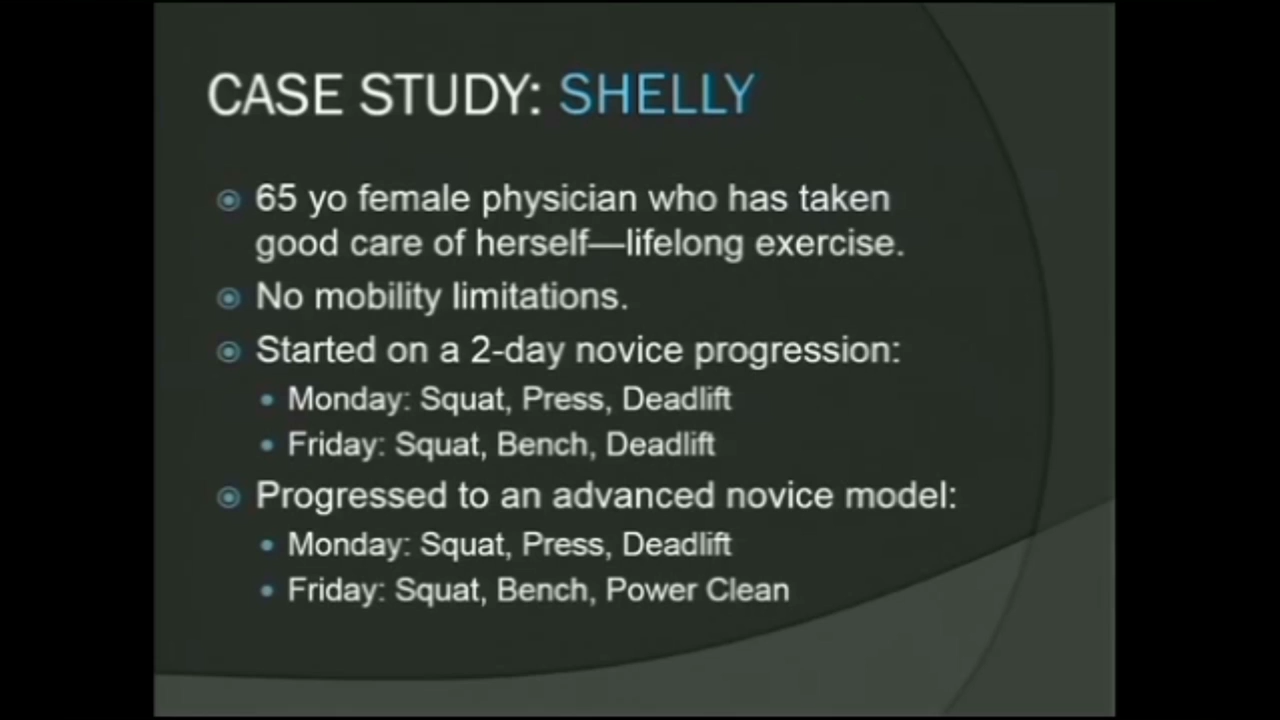 CASE STUDY: SHELLY
65 yo female physician who has taken
good care of herself—lifelong exercise.
No mobility limitations.
Started on a 2-day novice progression:
Monday: Squat, Press, Deadlift
Friday: Squat, Bench, Deadlift
Progressed to an advanced novice model:
Monday: Squat, Press, Deadlift
Friday: Squat, Bench, Power Clean